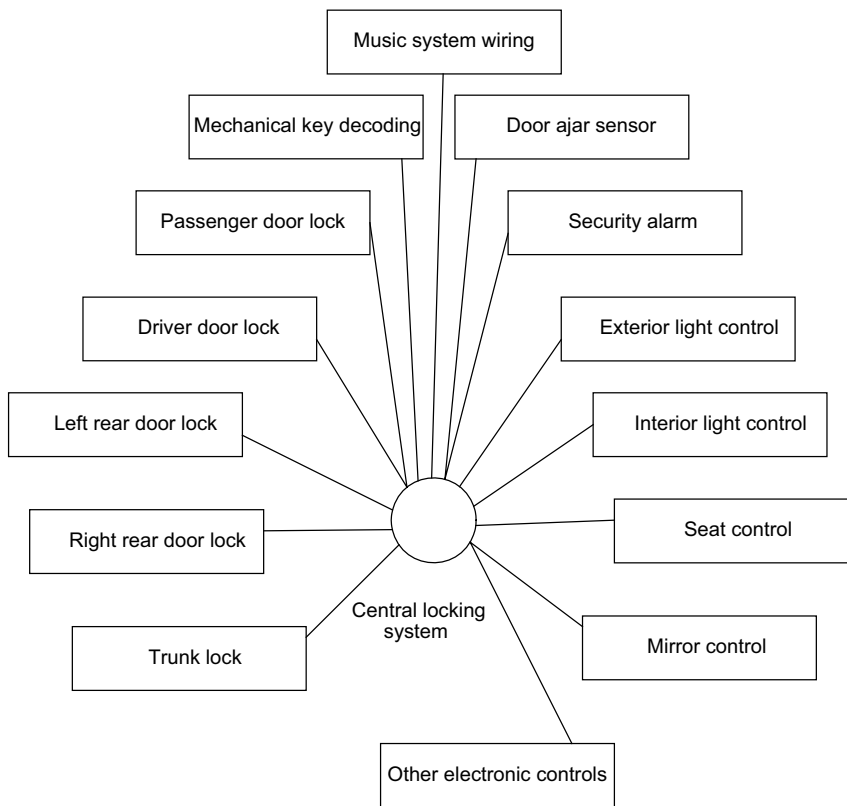 Music system wiring
Mechanical key decoding
Door ajar sensor
Passenger door lock
Security alarm
Driver door lock
Exterior light control
Left rear door lock
Interior light control
Right rear door lock
Seat control
Central locking
system
Trunk lock
Mirror control
Other electronic controls